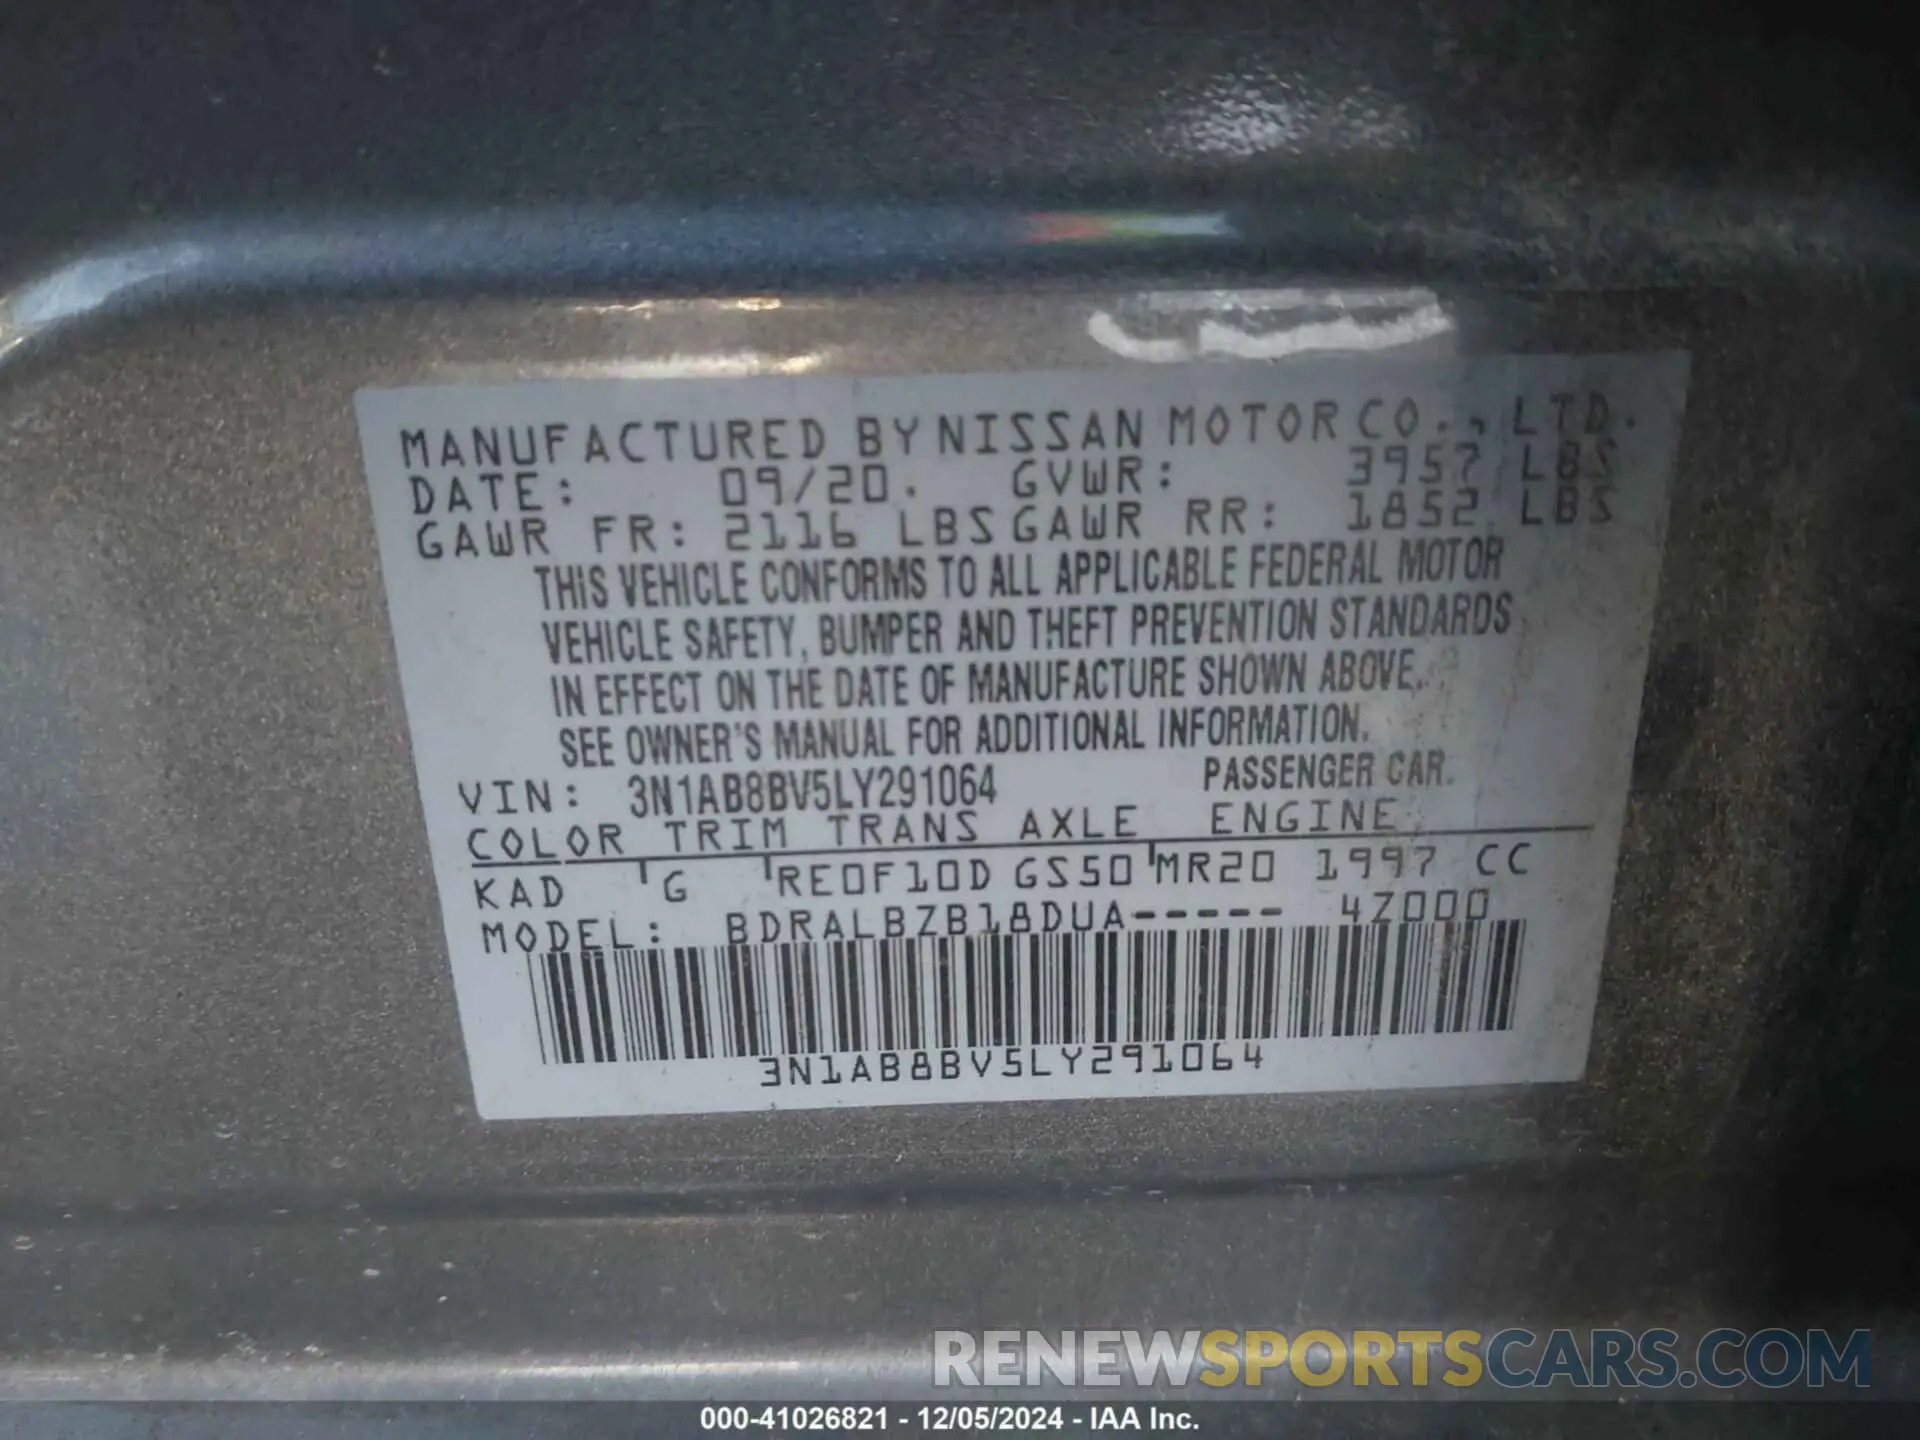 MANUFACTURED BY NISSAN MOTOR CO., LTD.
DATE: 09/20. GVWR: 3957 LBS
GAWR FR: 2116 LBS GAWR RR: 1852 LBS
THIS VEHICLE CONFORMS TO ALL APPLICABLE FEDERAL MOTOR
VEHICLE SAFETY, BUMPER AND THEFT PREVENTION STANDARDS
IN EFFECT ON THE DATE OF MANUFACTURE SHOWN ABOVE.
SEE OWNER'S MANUAL FOR ADDITIONAL INFORMATION.
VIN: 3N1AB8BV5LY291064 PASSENGER CAR.
COLOR TRIM TRANS AXLE ENGINE
KAD G RE0F10D GS50 MR20 1997 CC
MODEL: BDRALBZB18DUA----- 4Z000
3N1AB8BV5LY291064
RENEWSPORTSCARS.COM
000-41026821 - 12/05/2024 - IAA Inc.